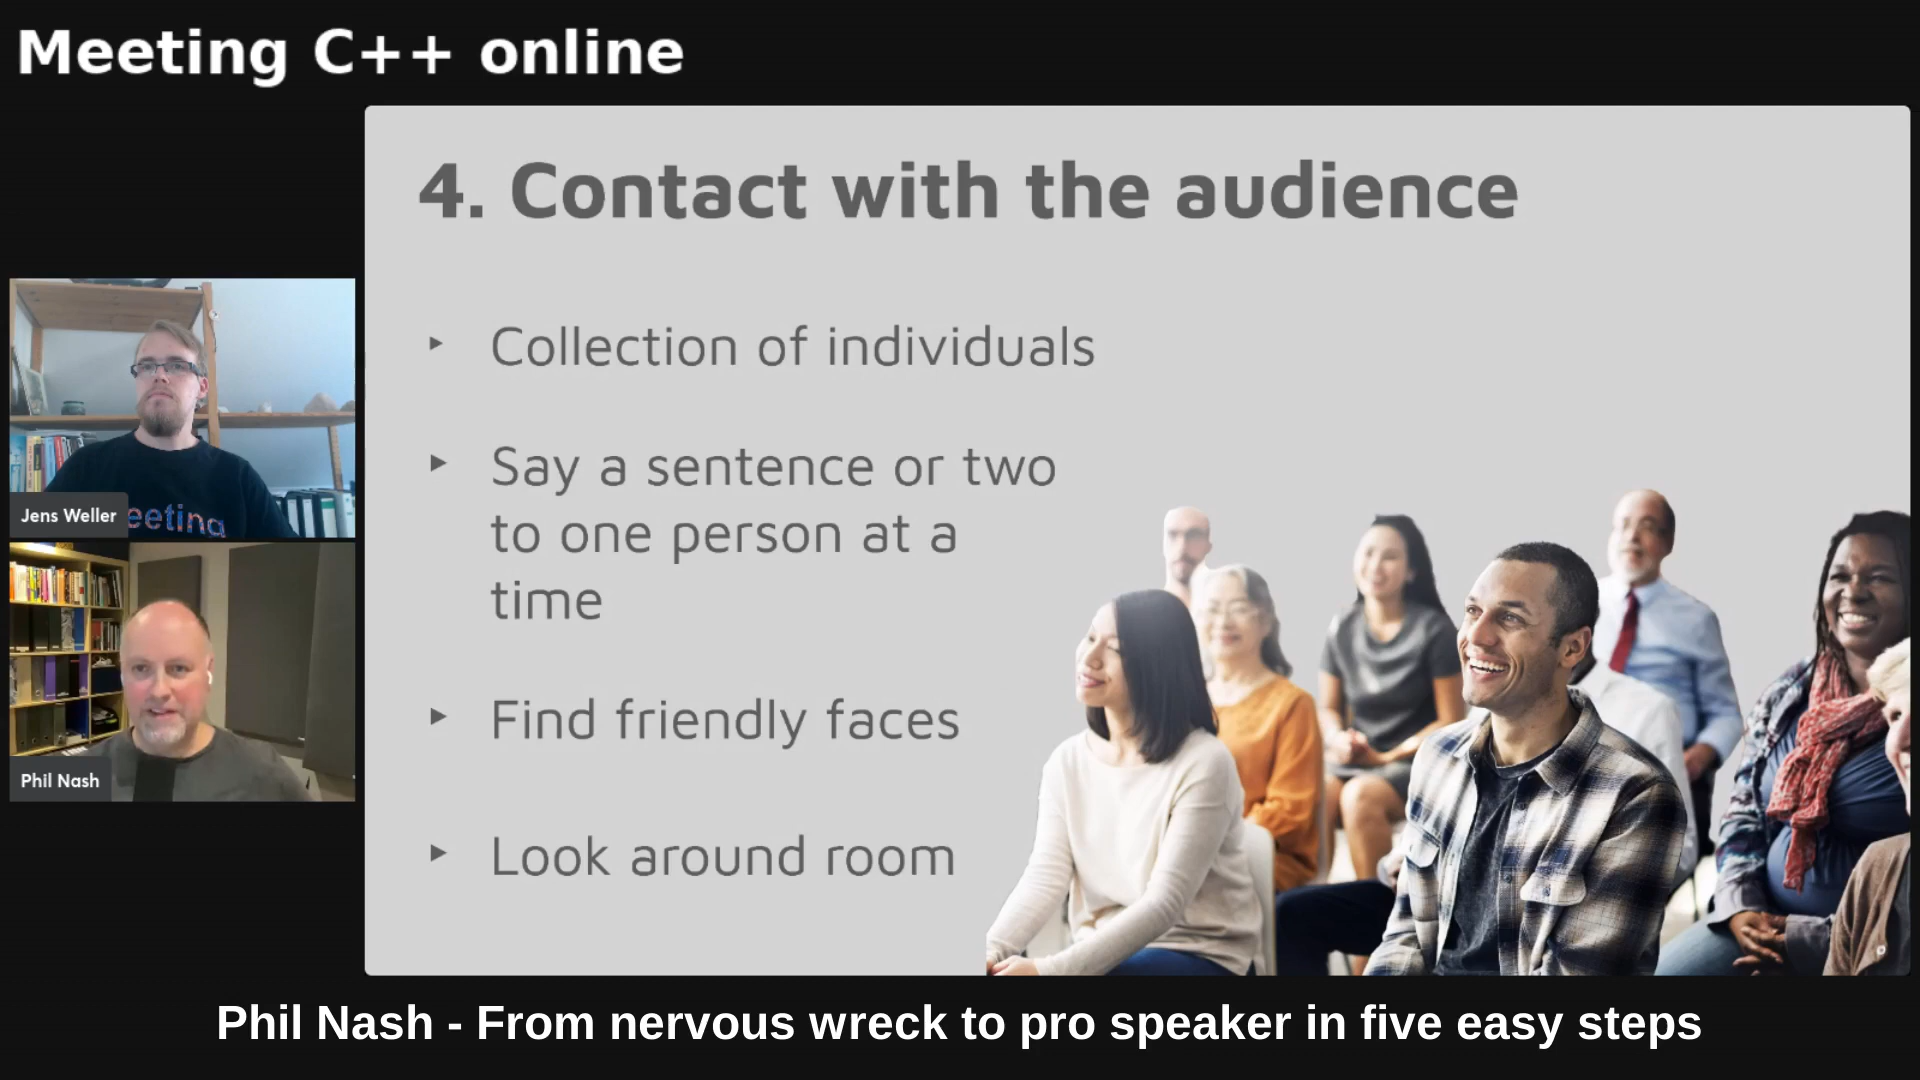 Meeting C++ online
4. Contact with the audience
▸ Collection of individuals
▸ Say a sentence or two
to one person at a
time
▸ Find friendly faces
▸ Look around room
eeting
Jens Weller
Phil Nash
Phil Nash - From nervous wreck to pro speaker in five easy steps